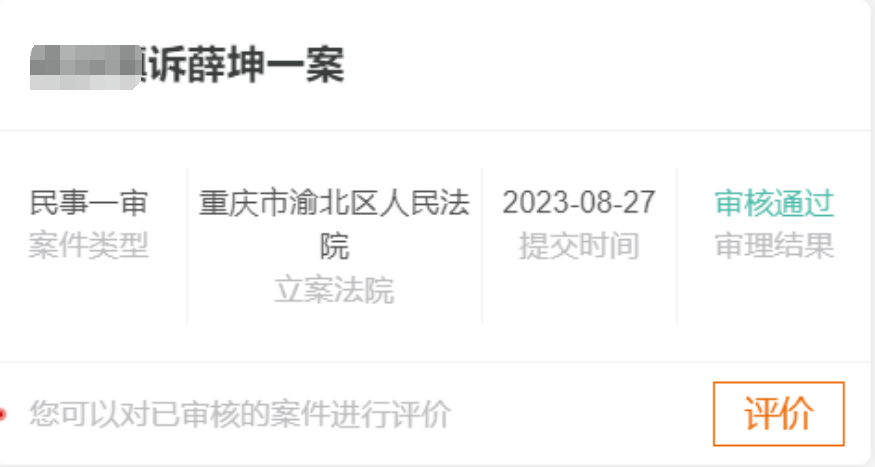 诉薛坤一案
民事一审
案件类型
重庆市渝北区人民法
院
立案法院
2023-08-27
提交时间
审核通过
审理结果
您可以对已审核的案件进行评价
评价